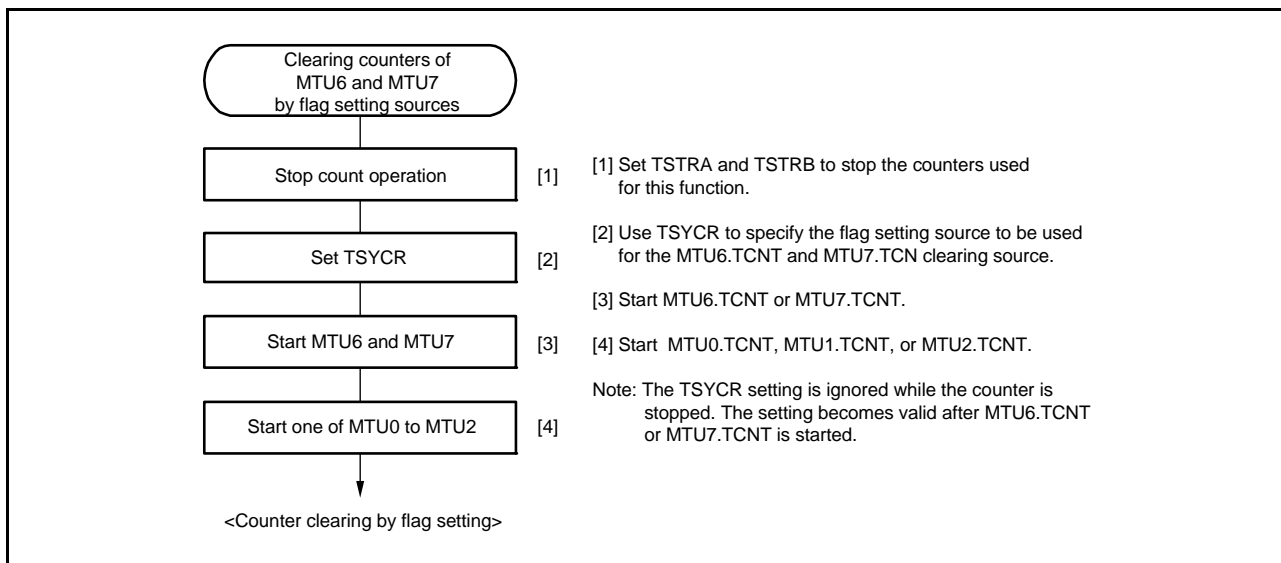 Clearing counters of
MTU6 and MTU7
by flag setting sources
Stop count operation
[1]
[1] Set TSTRA and TSTRB to stop the counters used
for this function.
Set TSYCR
[2]
[2] Use TSYCR to specify the flag setting source to be used
for the MTU6.TCNT and MTU7.TCN clearing source.
Start MTU6 and MTU7
[3]
[3] Start MTU6.TCNT or MTU7.TCNT.
Start one of MTU0 to MTU2
[4]
[4] Start MTU0.TCNT, MTU1.TCNT, or MTU2.TCNT.
Note: The TSYCR setting is ignored while the counter is
stopped. The setting becomes valid after MTU6.TCNT
or MTU7.TCNT is started.
<Counter clearing by flag setting>